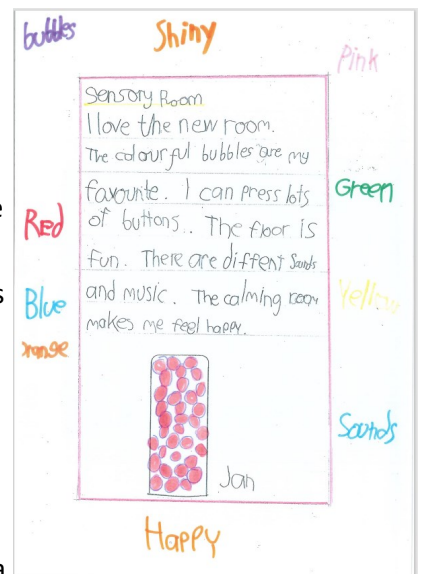 bubbles
Shiny
Pink
Sensory Room
I love the new room.
The colourful bubbles are my
favourite. I can press lots
of buttons.. The floor is
fun. There are diffent Sounds
and music. The calming room
makes me feel happy.
Green
Red
Blue
Yellow
orange
Sounds
Jan
Happy